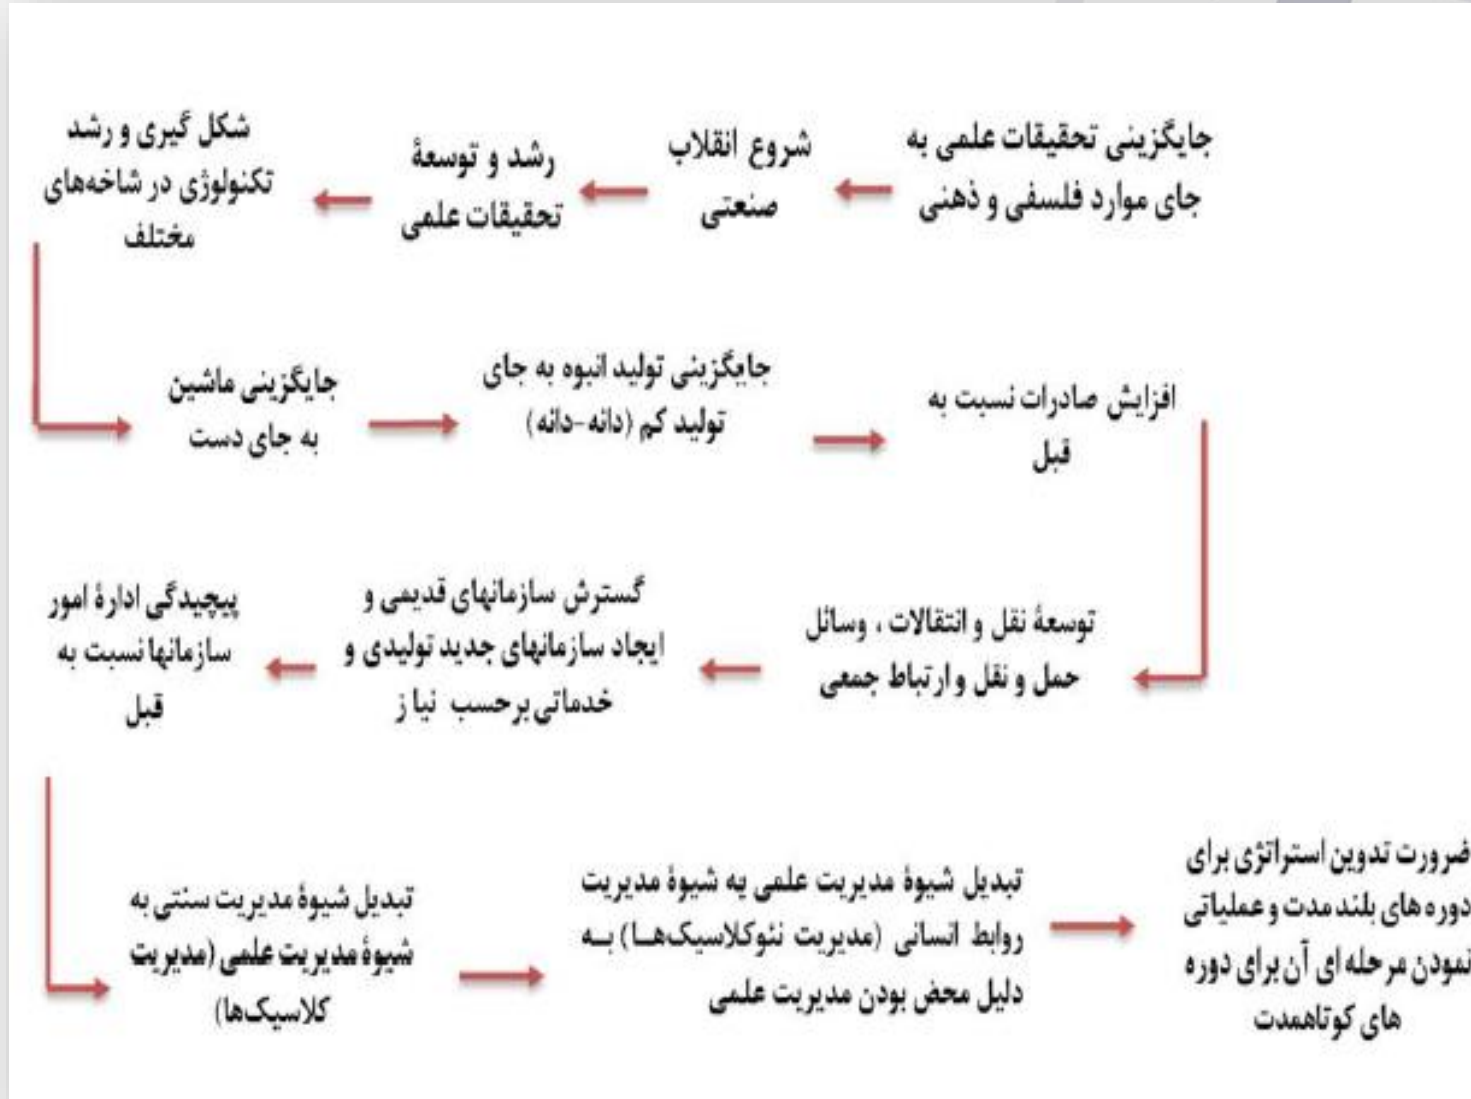 جایگزینی تحقیقات علمی به
جای موارد فلسفی و ذهنی
شروع انقلاب
صنعتی
رشد و توسعهٔ
تحقیقات علمی
شکل گیری و رشد
تکنولوژی در شاخه‌های
مختلف
جایگزینی ماشین
به جای دست
جایگزینی تولید انبوه به جای
تولید کم (دانه-دانه)
افزایش صادرات نسبت به
قبل
توسعهٔ نقل و انتقالات ، وسائل
حمل و نقل و ارتباط جمعی
گسترش سازمانهای قدیمی و
ایجاد سازمانهای جدید تولیدی و
خدماتی برحسب نیا ز
پیچیدگی ادارهٔ امور
سازمانها نسبت به
قبل
تبدیل شیوهٔ مدیریت سنتی به
شیوهٔ مدیریت علمی (مدیریت
کلاسیک‌ها)
تبدیل شیوهٔ مدیریت علمی یه شیوهٔ مدیریت
روابط انسانی (مدیریت نئوکلاسیک‌هــا) بــه
دلیل محض بودن مدیریت علمی
ضرورت تدوین استراتژی برای
دوره های بلند مدت و عملیاتی
نمودن مرحله ای آن برای دوره
های کوتاهمدت